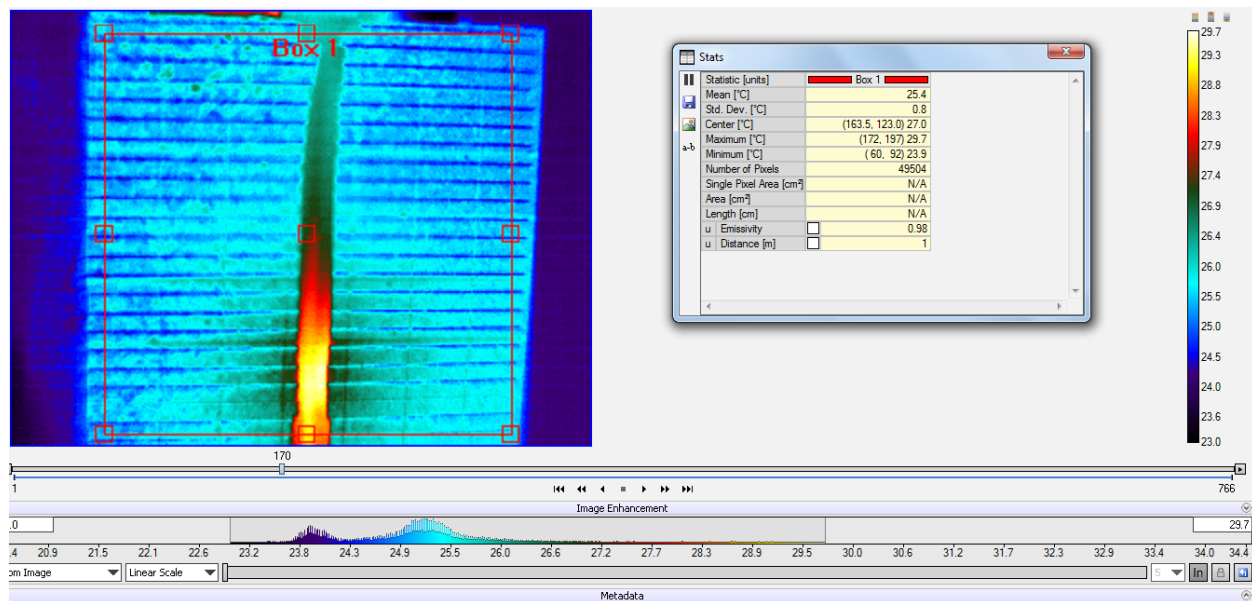 Box 1
29.7
29.3
28.8
28.3
27.9
27.4
26.9
26.4
26.0
25.5
25.0
24.5
24.0
23.6
23.0
Stats
Statistic [units] Box 1
Mean [°C] 25.4
Std. Dev. [°C] 0.8
Center [°C] (163.5, 123.0) 27.0
Maximum [°C] (172, 197) 29.7
Minimum [°C] ( 60, 92) 23.9
Number of Pixels 49504
Single Pixel Area [cm²] N/A
Area [cm²] N/A
Length [cm] N/A
u Emissivity 0.98
u Distance [m] 1
a-b
170
1 766
Image Enhancement
.0 29.7
.4 20.9 21.5 22.1 22.6 23.2 23.8 24.3 24.9 25.5 26.0 26.6 27.2 27.7 28.3 28.9 29.5 30.0 30.6 31.2 31.7 32.3 32.9 33.4 34.0 34.4
om Image Linear Scale S In
Metadata